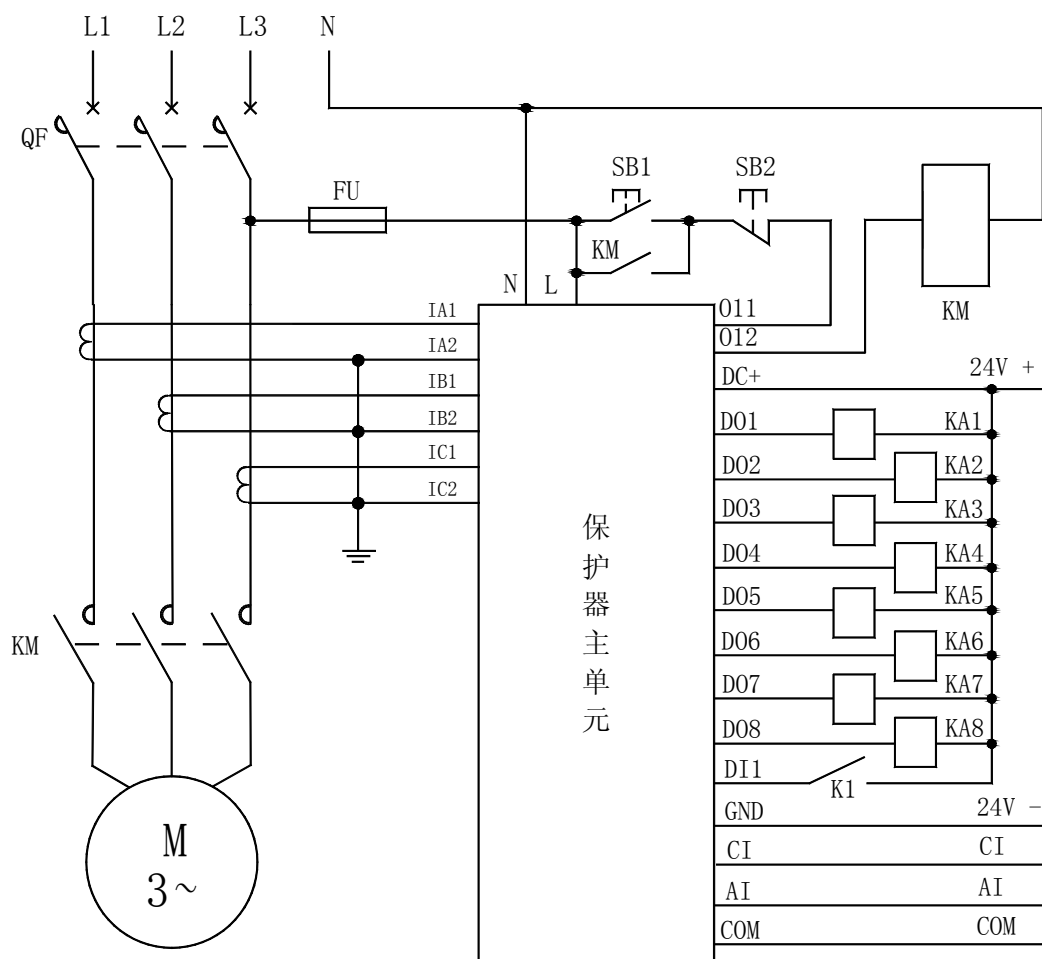 L1 L2 L3 N
QF
FU
SB1 SB2
KM
N L
KM
IA1
IA2
IB1
IB2
IC1
IC2
O11
O12
DC+ 24V +
DO1 KA1
DO2 KA2
DO3 KA3
DO4 KA4
DO5 KA5
DO6 KA6
DO7 KA7
DO8 KA8
DI1 K1
GND 24V -
CI CI
AI AI
COM COM
保护器主单元
KM
M
3~